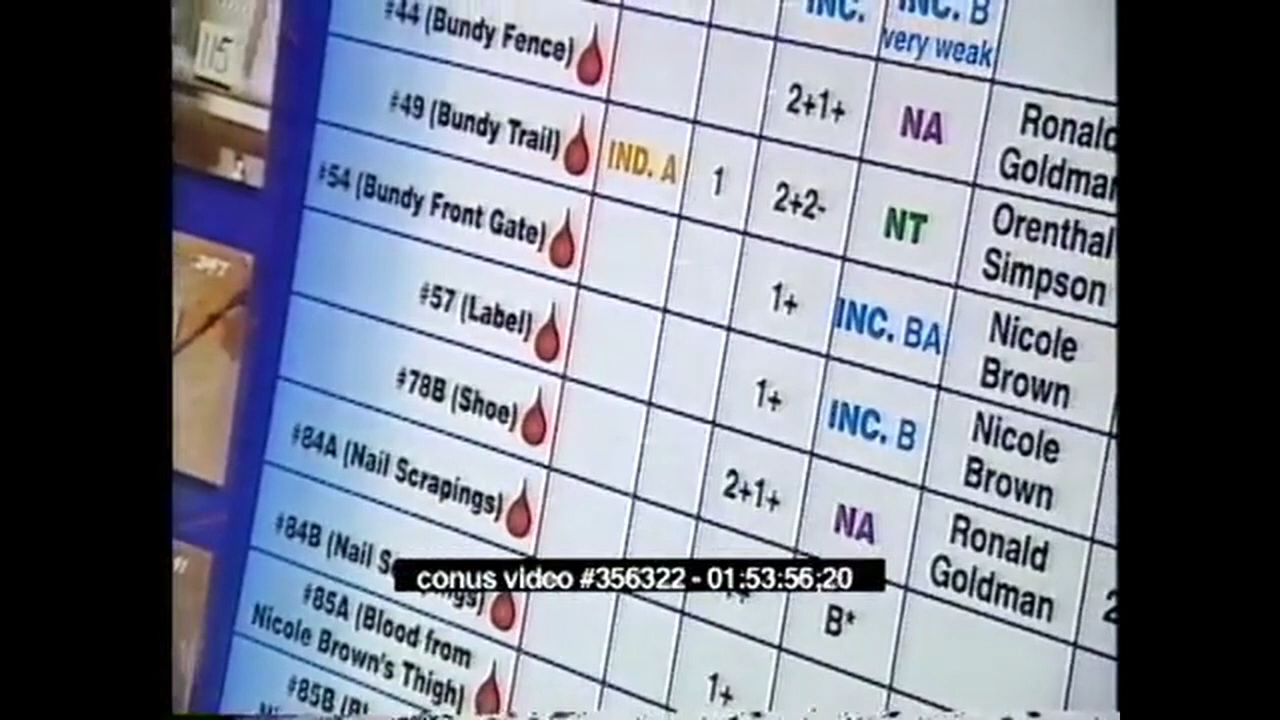 115
#44 (Bundy Fence)
INC.
INC. B
very weak
#49 (Bundy Trail)
IND. A
1
2+1+
NA
Ronald
Goldman
#54 (Bundy Front Gate)
2+2-
NT
Orenthal
Simpson
#57 (Label)
1+
INC. BA
Nicole
Brown
#78B (Shoe)
1+
INC. B
Nicole
Brown
#84A (Nail Scrapings)
2+1+
NA
Ronald
Goldman
#84B (Nail S
ings)
B*
2
conus video #356322 - 01:53:56;20
#85A (Blood from
Nicole Brown's Thigh)
1+
#85B